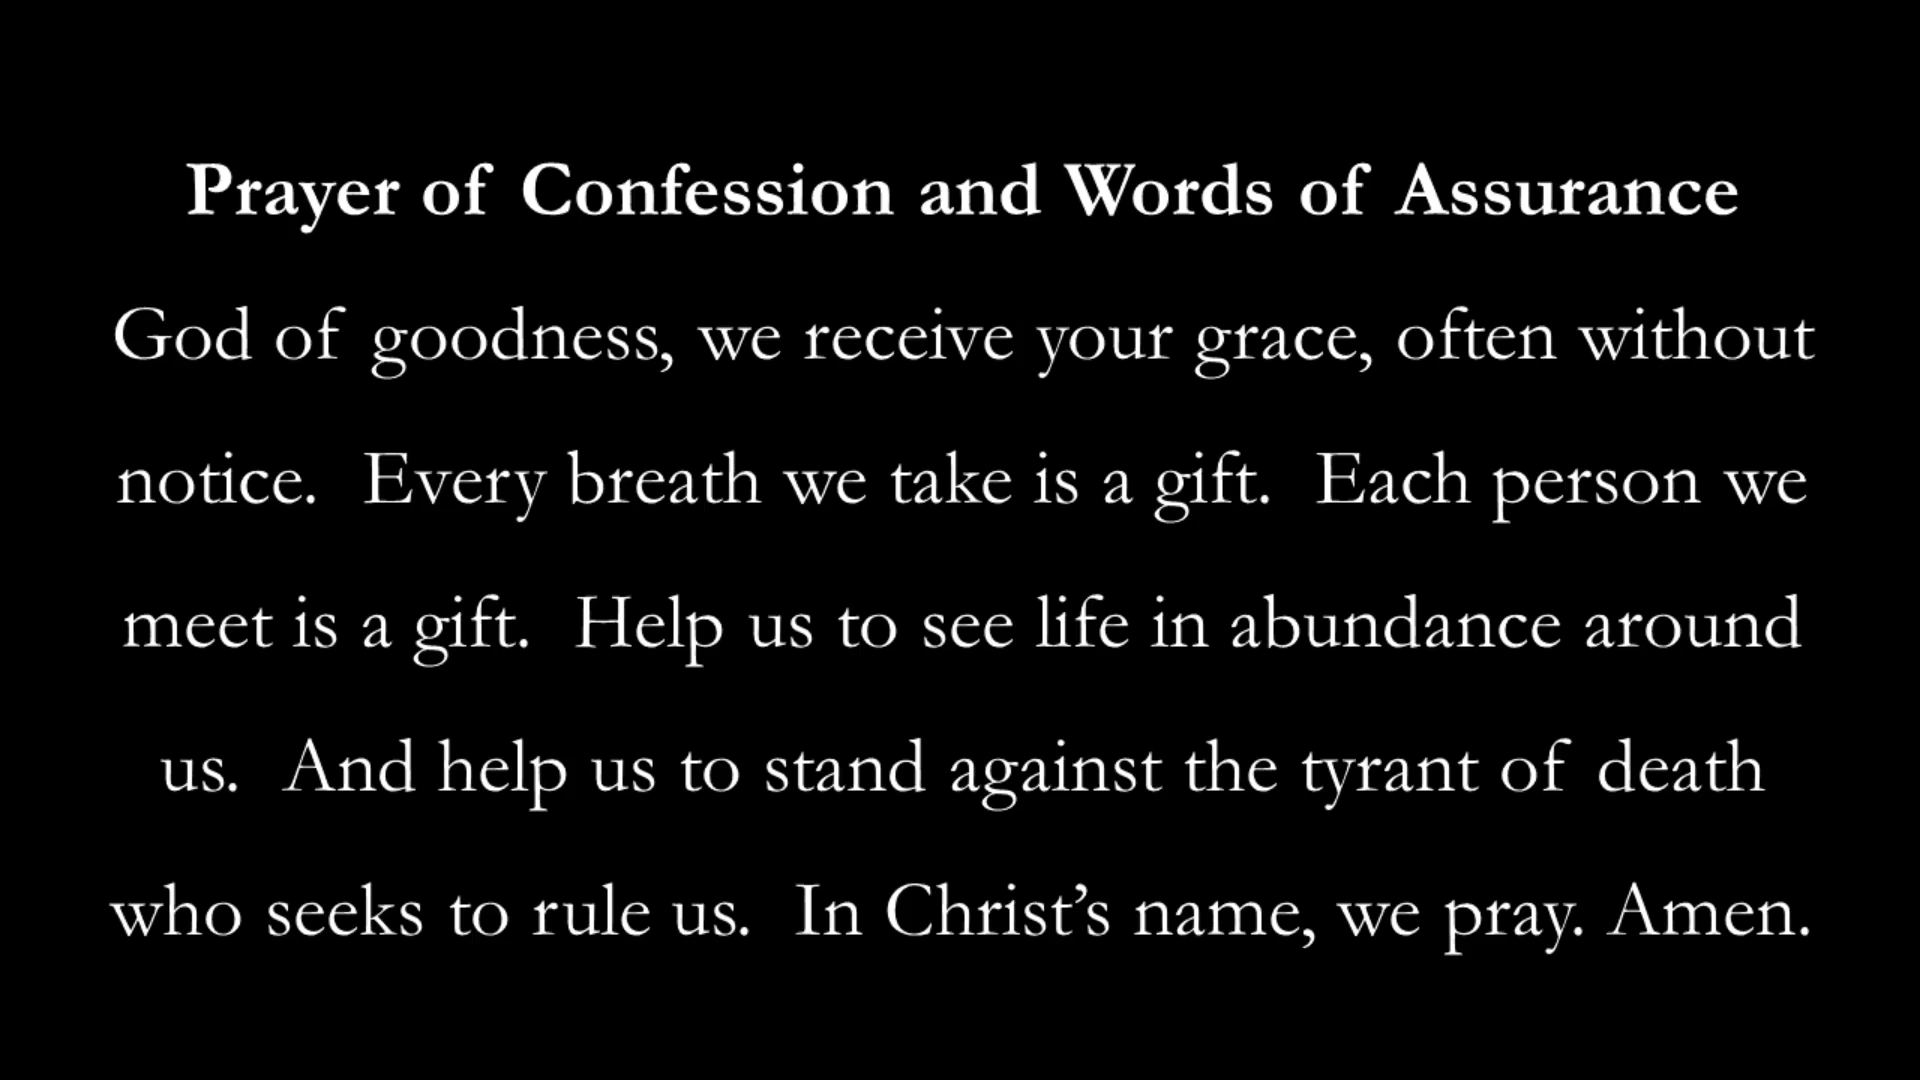 Prayer of Confession and Words of Assurance
God of goodness, we receive your grace, often without
notice.  Every breath we take is a gift.  Each person we
meet is a gift.  Help us to see life in abundance around
us.  And help us to stand against the tyrant of death
who seeks to rule us.  In Christ’s name, we pray. Amen.